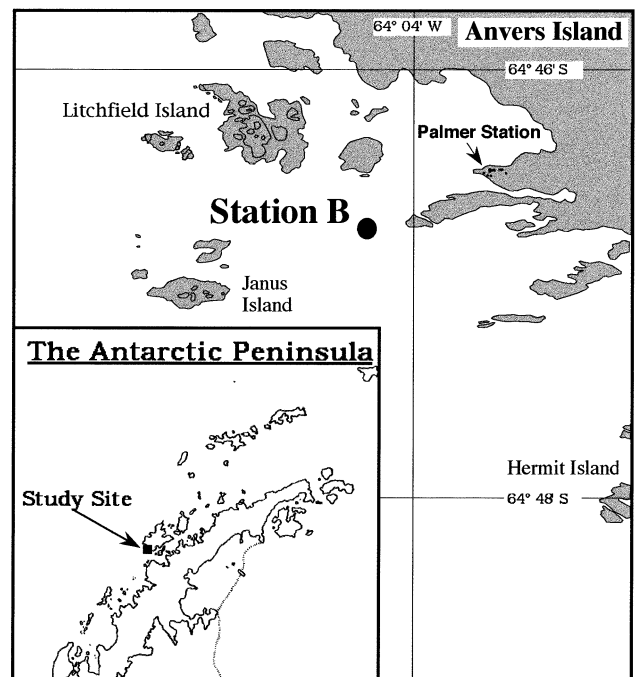 64° 04' W
Anvers Island
64° 46' S
Litchfield Island
Palmer Station
Station B
Janus
Island
The Antarctic Peninsula
Hermit Island
Study Site
64° 48' S